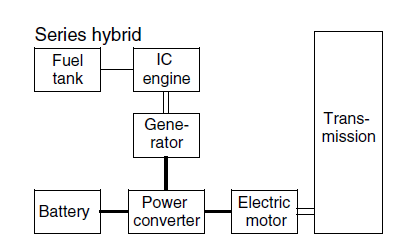 Series hybrid
Fuel
tank
IC
engine
Gene-
rator
Trans-
mission
Battery
Power
converter
Electric
motor